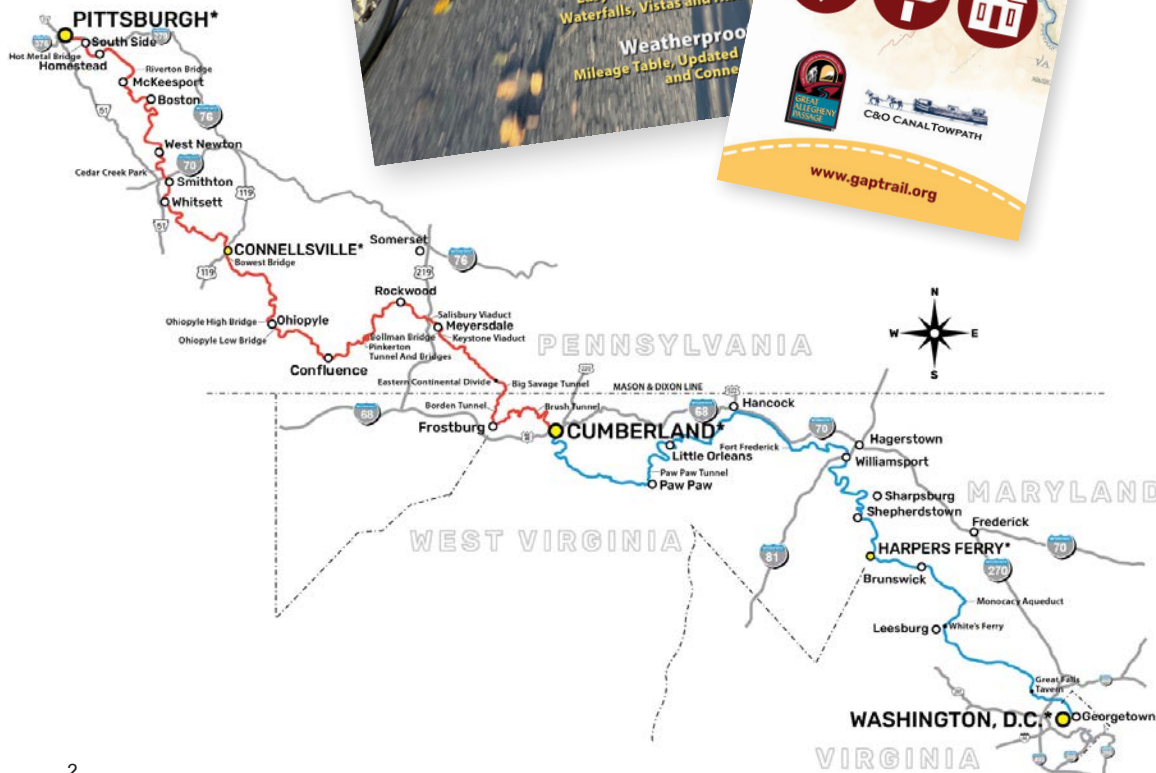 Waterfalls, Vistas and
Weatherproo
Mileage Table, Updated
and Conne
GREAT
ALLEGHENY
PASSAGE
C&O CANAL TOWPATH
www.gaptrail.org
PITTSBURGH*
South Side
Hot Metal Bridge
Homestead
Riverton Bridge
McKeesport
Boston
51
76
West Newton
Cedar Creek Park
70
Smithton
119
Whitsett
51
CONNELLSVILLE*
Bowest Bridge
119
Somerset
76
219
Rockwood
Ohiopyle High Bridge
Ohiopyle
Ohiopyle Low Bridge
Salisbury Viaduct
Meyersdale
Keystone Viaduct
Bollman Bridge
Pinkerton
Tunnel And Bridges
Confluence
PENNSYLVANIA
N
W
E
S
Eastern Continental Divide
Big Savage Tunnel
MASON & DIXON LINE
68
Borden Tunnel
Brush Tunnel
Frostburg
CUMBERLAND*
68
Hancock
70
Fort Frederick
Little Orleans
Hagerstown
Williamsport
Paw Paw Tunnel
Paw Paw
Sharpsburg
MARYLAND
Shepherdstown
Frederick
WEST VIRGINIA
81
HARPERS FERRY*
70
270
Brunswick
Monocacy Aqueduct
Leesburg
White's Ferry
Great Falls
Tavern
WASHINGTON, D.C.*
Georgetown
VIRGINIA
2